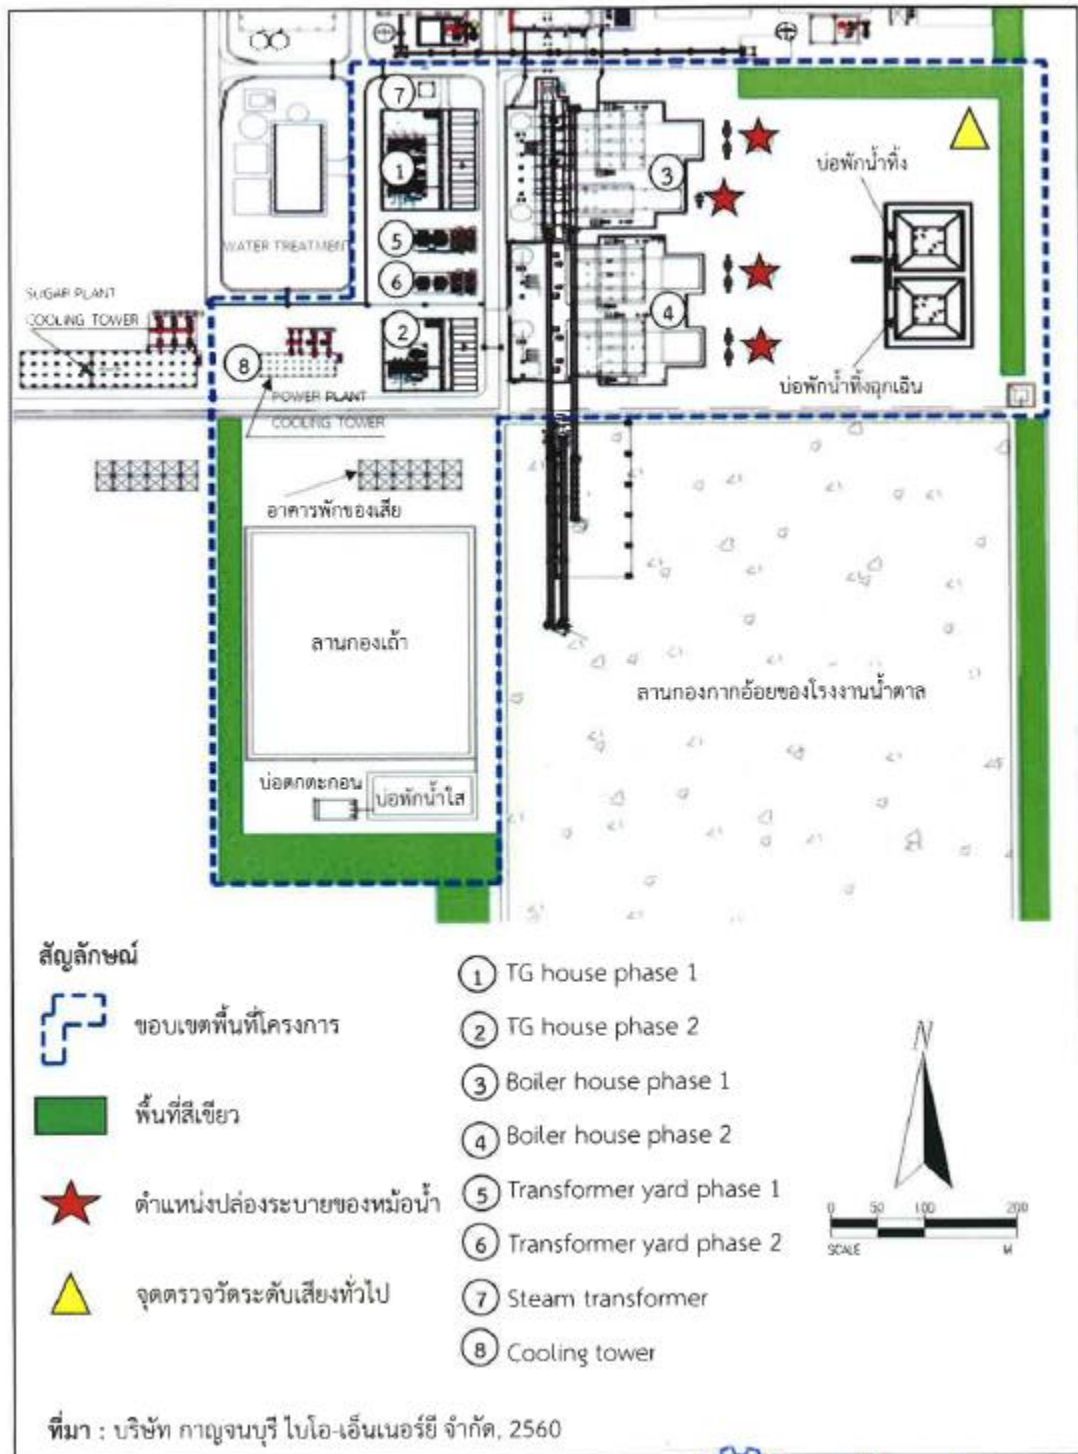 7
1
3
บ่อพักน้ำทิ้ง
WATER TREATMENT
5
6
SUGAR PLANT
COOLING TOWER
2
4
8
บ่อพักน้ำทิ้งฉุกเฉิน
POWER PLANT
COOLING TOWER
อาคารพักของเสีย
ลานกองเถ้า
ลานกองกากอ้อยของโรงงานน้ำตาล
บ่อตกตะกอน
บ่อพักน้ำใส
สัญลักษณ์
ขอบเขตพื้นที่โครงการ
พื้นที่สีเขียว
ตำแหน่งปล่องระบายของหม้อน้ำ
จุดตรวจวัดระดับเสียงทั่วไป
1 TG house phase 1
2 TG house phase 2
3 Boiler house phase 1
4 Boiler house phase 2
5 Transformer yard phase 1
6 Transformer yard phase 2
7 Steam transformer
8 Cooling tower
N
0 50 100 200
SCALE M
ที่มา : บริษัท กาญจนบุรี ไบโอ-เอ็นเนอร์ยี จำกัด, 2560